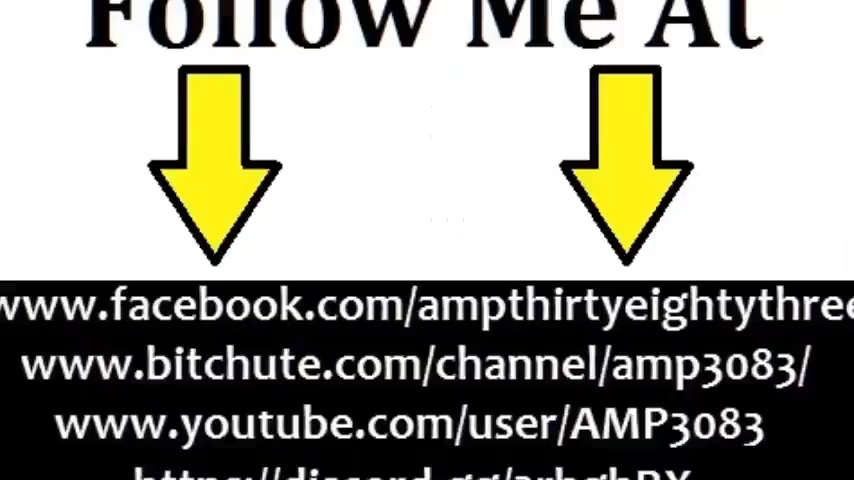 Follow Me At
www.facebook.com/ampthirtyeightythree
www.bitchute.com/channel/amp3083/
www.youtube.com/user/AMP3083